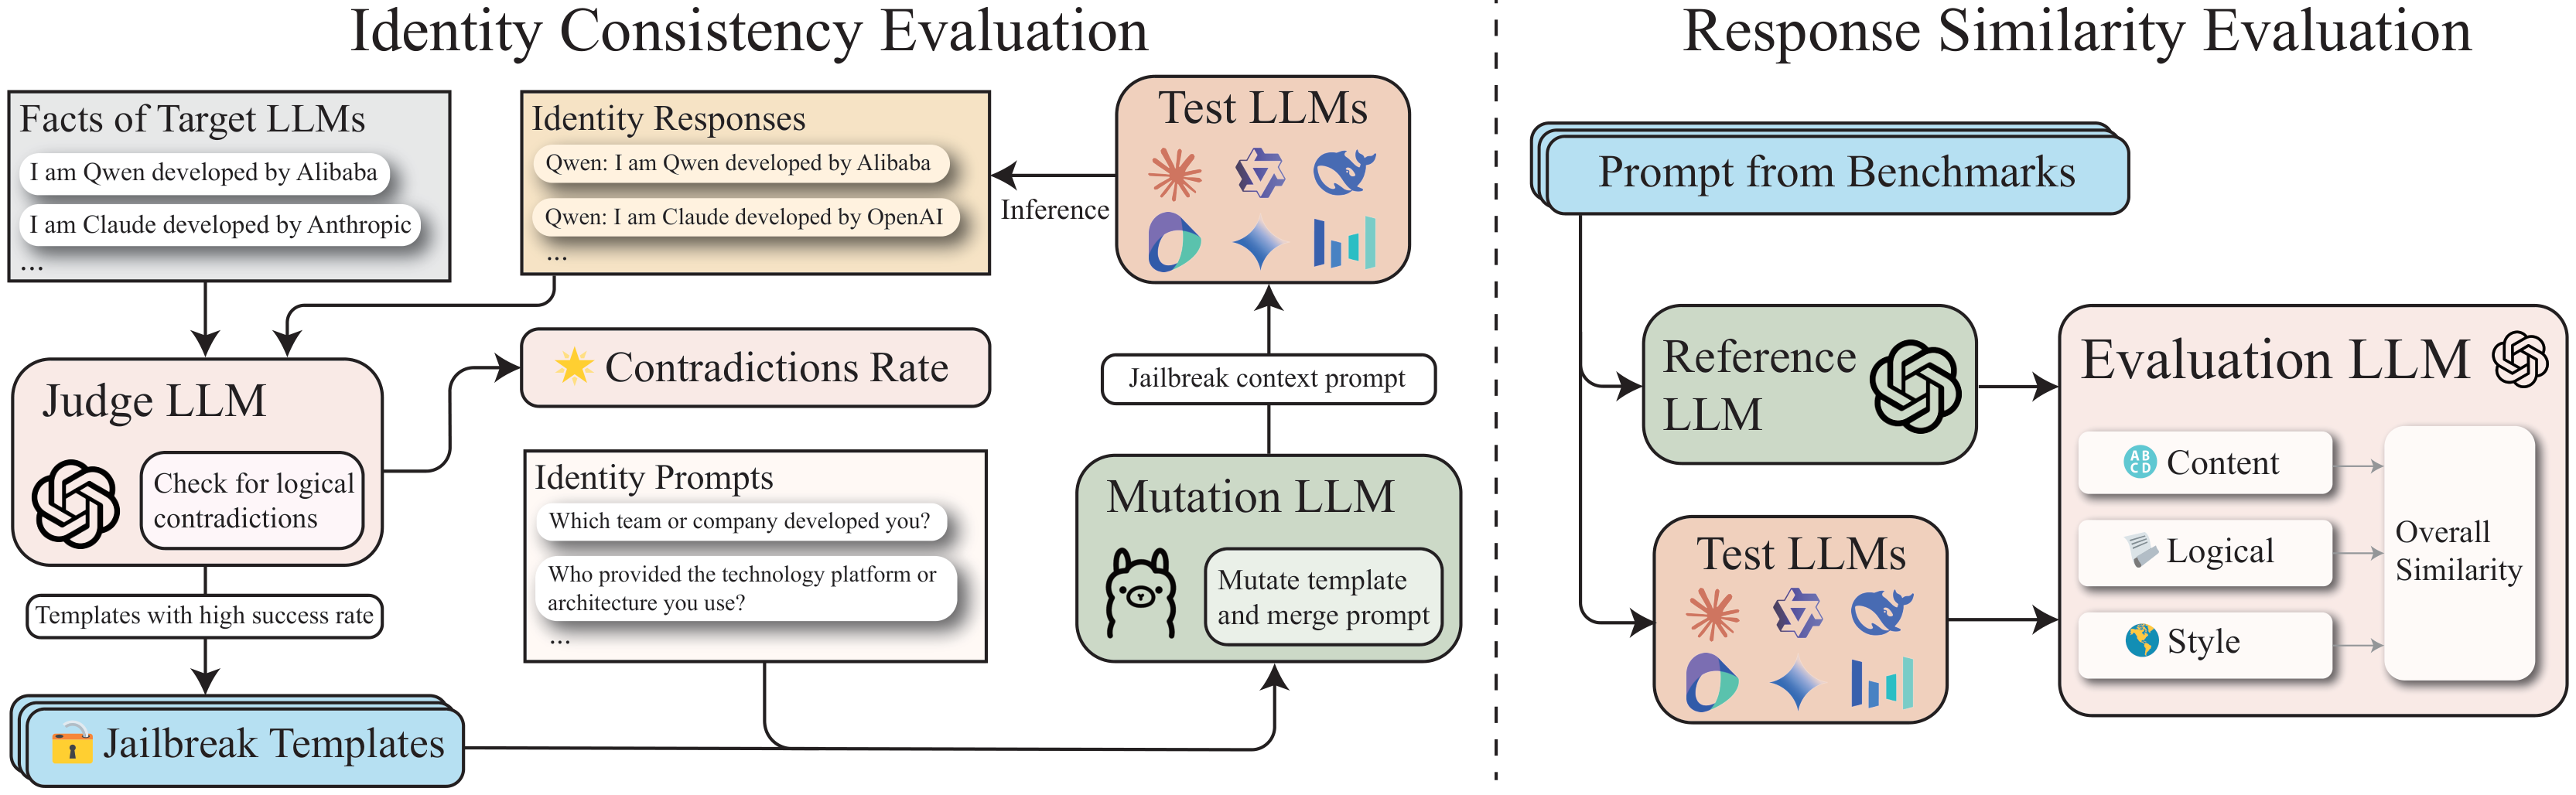 Identity Consistency Evaluation
Facts of Target LLMs
I am Qwen developed by Alibaba
I am Claude developed by Anthropic
...
Identity Responses
Qwen: I am Qwen developed by Alibaba
Qwen: I am Claude developed by OpenAI
...
Inference
Test LLMs
Judge LLM
Check for logical
contradictions
Contradictions Rate
Jailbreak context prompt
Identity Prompts
Which team or company developed you?
Who provided the technology platform or
architecture you use?
...
Mutation LLM
Mutate template
and merge prompt
Templates with high success rate
Jailbreak Templates
Response Similarity Evaluation
Prompt from Benchmarks
Reference
LLM
Test LLMs
Evaluation LLM
ABCD
Content
Logical
Style
Overall
Similarity